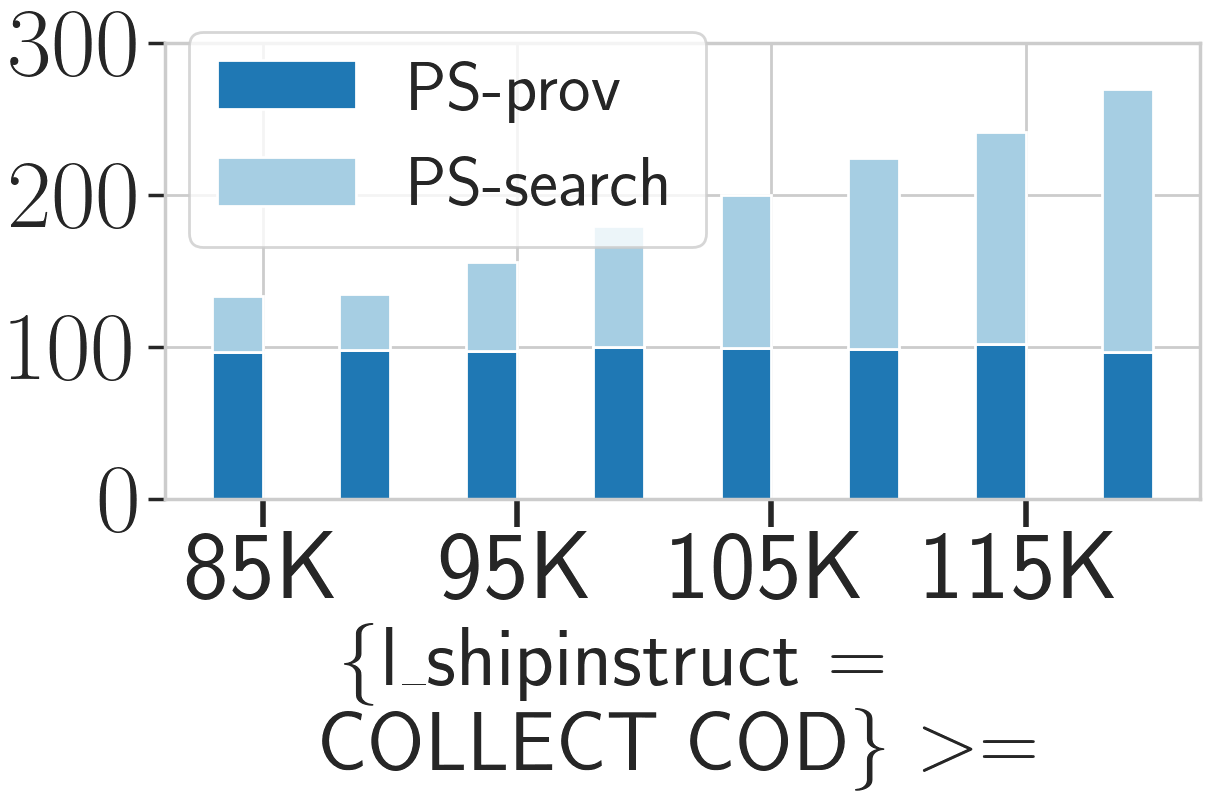 300
PS-prov
200
PS-search
100
0
85K 95K 105K 115K
{l_shipinstruct =
COLLECT COD} >=